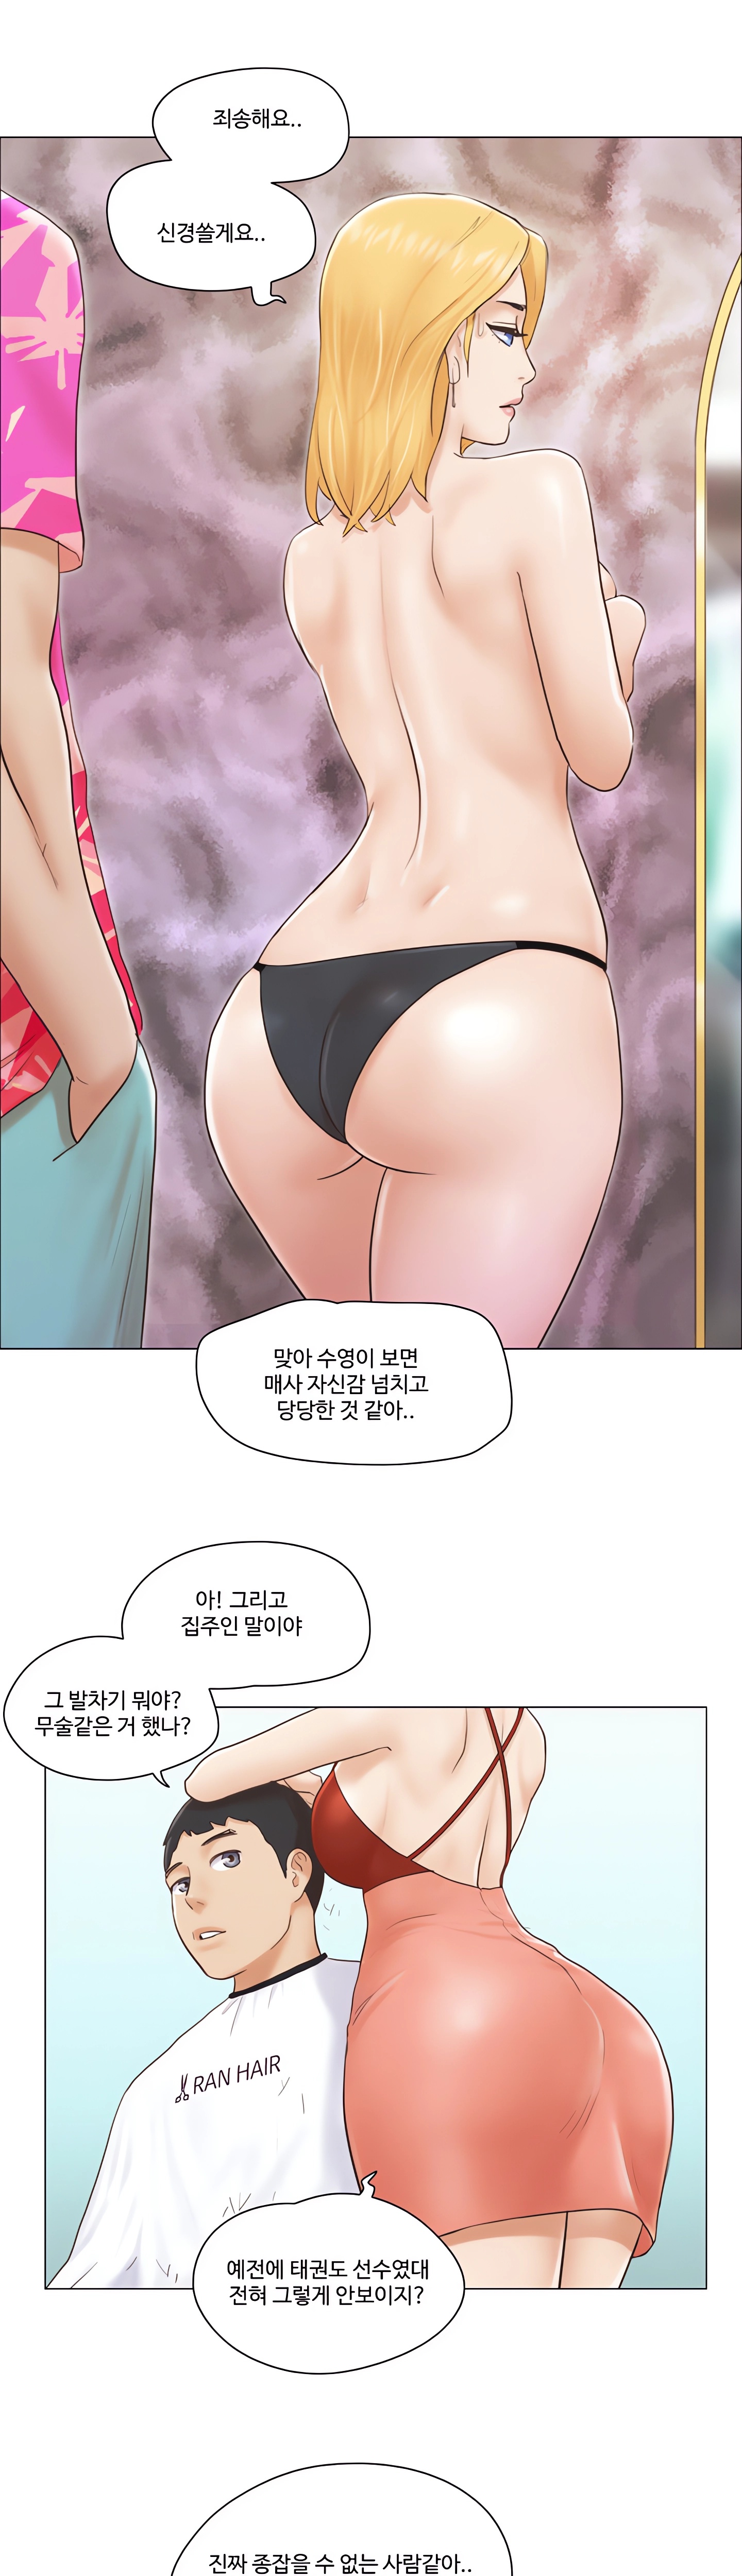 죄송해요..
신경쓸게요..
맞아 수영이 보면
매사 자신감 넘치고
당당한 것 같아..
아! 그리고
집주인 말이야
그 발차기 뭐야?
무술같은 거 했나?
RAN HAIR
예전에 태권도 선수였대
전혀 그렇게 안보이지?
진짜 종잡을 수 없는 사람같아..